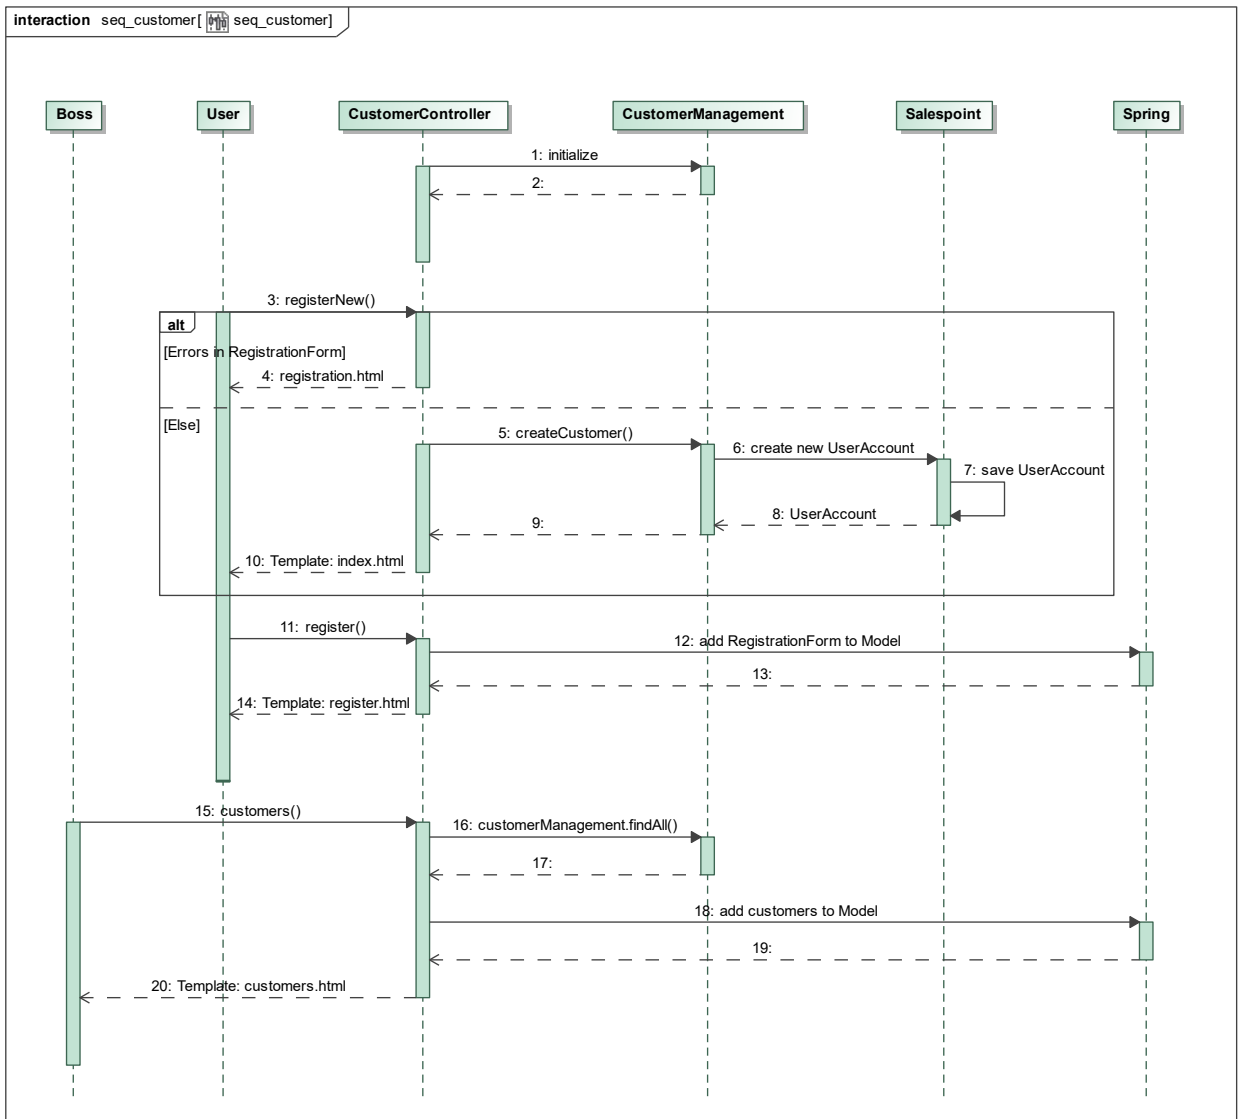 interaction seq_customer[ seq_customer]
Boss
User
CustomerController
CustomerManagement
Salespoint
Spring
1: initialize
2:
3: registerNew()
alt
[Errors in RegistrationForm]
4: registration.html
[Else]
5: createCustomer()
6: create new UserAccount
7: save UserAccount
8: UserAccount
9:
10: Template: index.html
11: register()
12: add RegistrationForm to Model
13:
14: Template: register.html
15: customers()
16: customerManagement.findAll()
17:
18: add customers to Model
19:
20: Template: customers.html